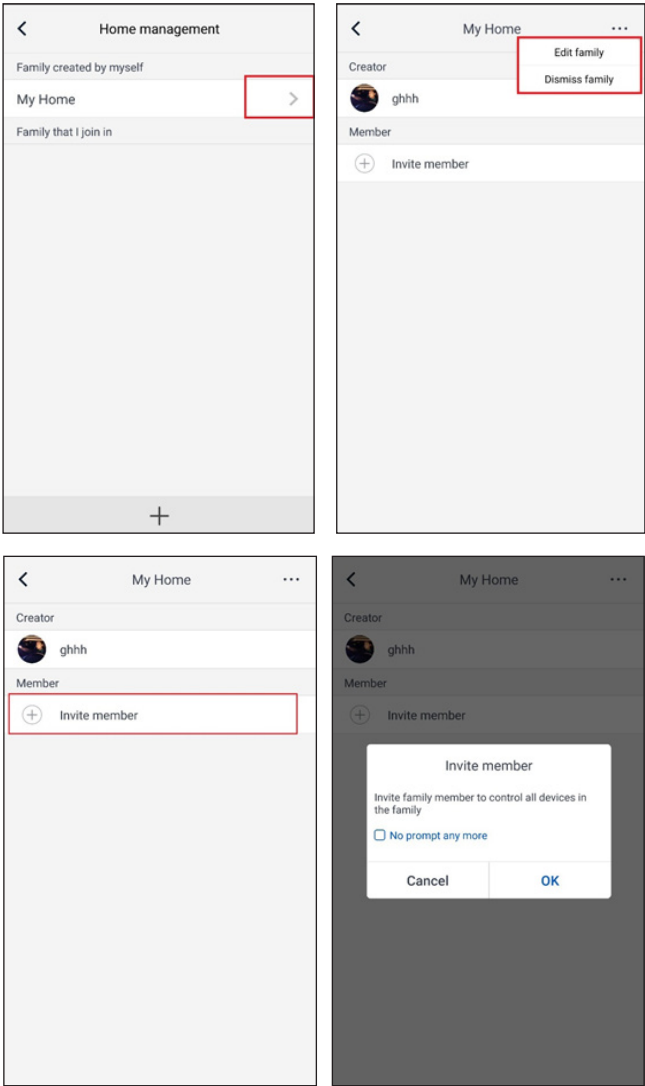 Home management
Family created by myself
My Home
Family that I join in
My Home
Edit family
Dismiss family
Creator
ghhh
Member
Invite member
My Home
Creator
ghhh
Member
Invite member
My Home
Creator
ghhh
Member
Invite member
Invite member
Invite family member to control all devices in
the family
No prompt any more
Cancel OK